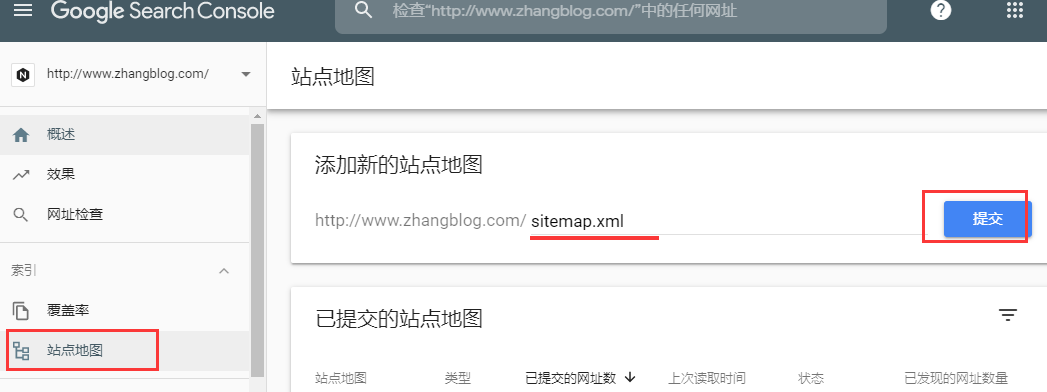 Google Search Console
检查“http://www.zhangblog.com/”中的任何网址
http://www.zhangblog.com/
站点地图
概述
效果
网址检查
索引
覆盖率
站点地图
添加新的站点地图
http://www.zhangblog.com/ sitemap.xml
提交
已提交的站点地图
站点地图 类型 已提交的网址数 上次读取时间 状态 已发现的网址数量